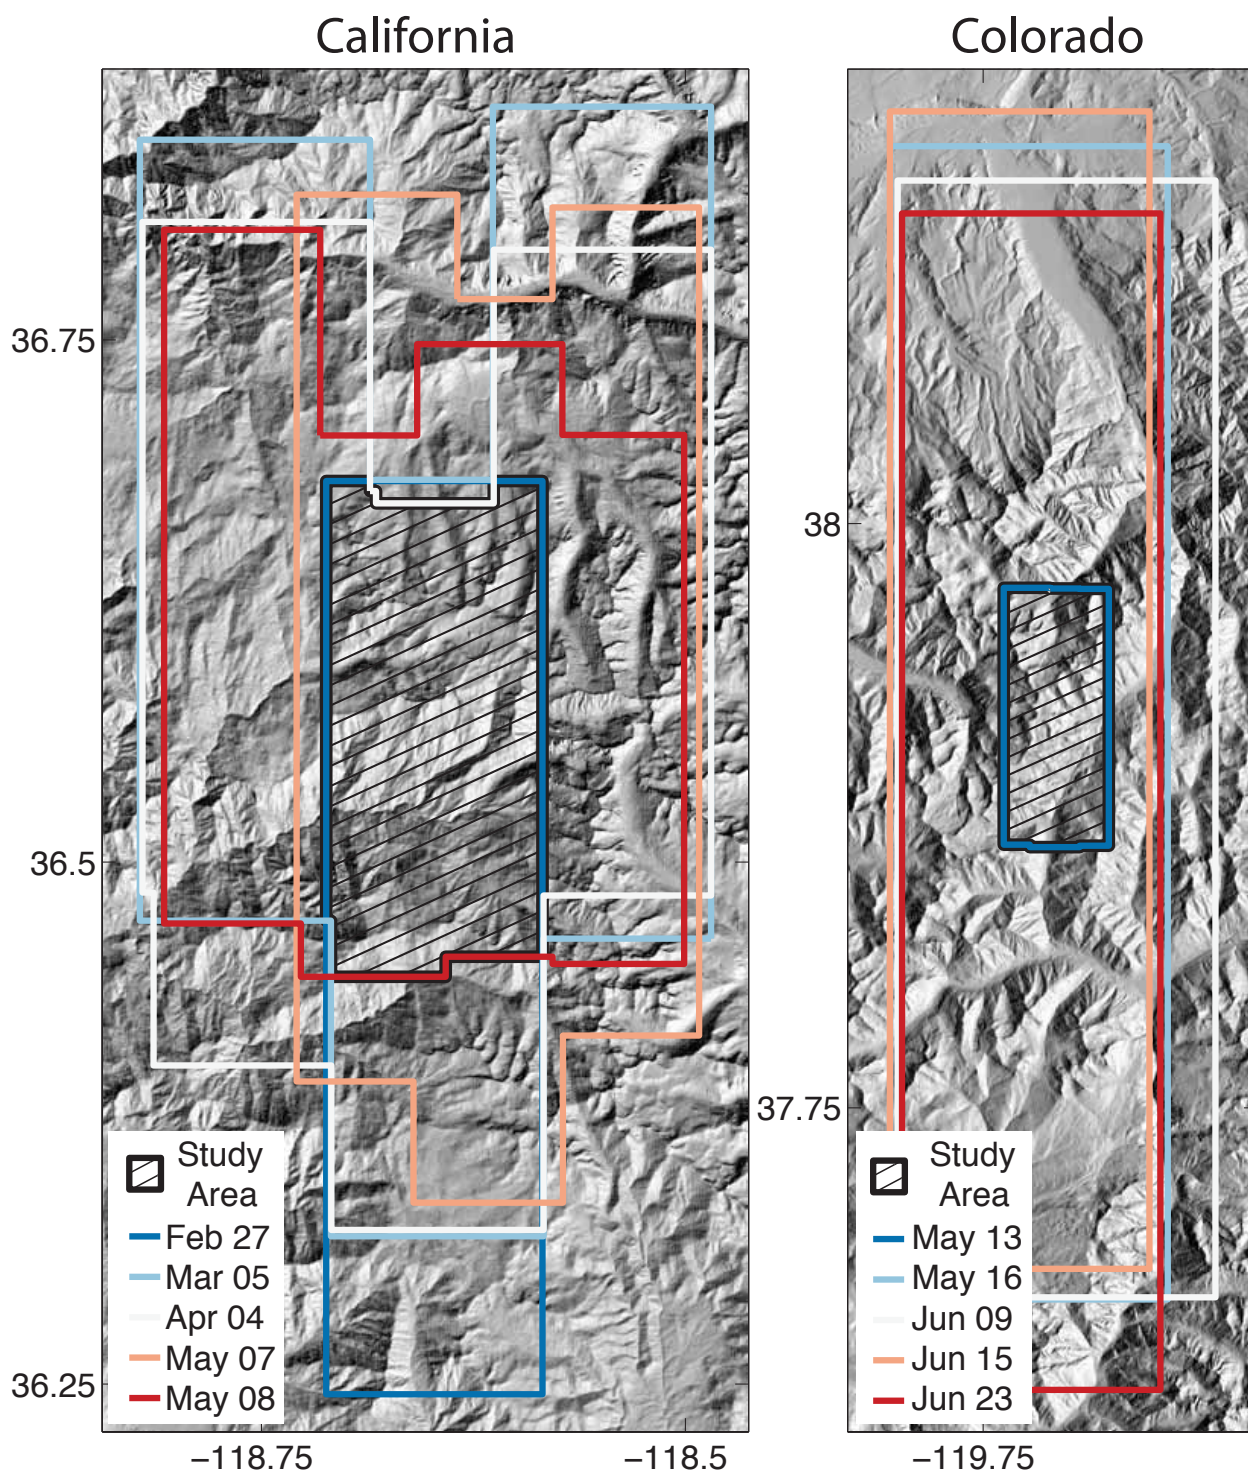 California
Colorado
36.75
36.5
36.25
−118.75
−118.5
Study
Area
Feb 27
Mar 05
Apr 04
May 07
May 08
38
37.75
−119.75
Study
Area
May 13
May 16
Jun 09
Jun 15
Jun 23